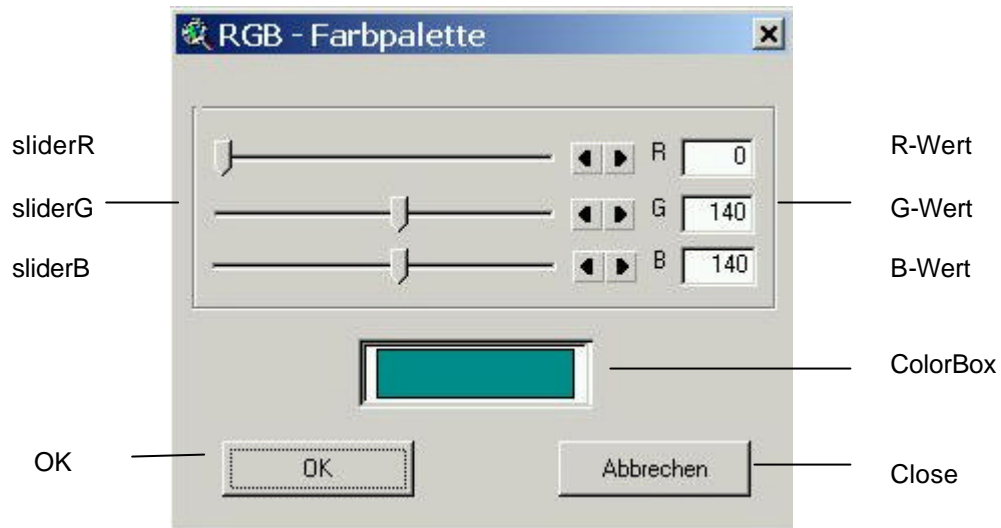 RGB - Farbpalette
sliderR R 0 R-Wert
sliderG G 140 G-Wert
sliderB B 140 B-Wert
ColorBox
OK OK Abbrechen Close